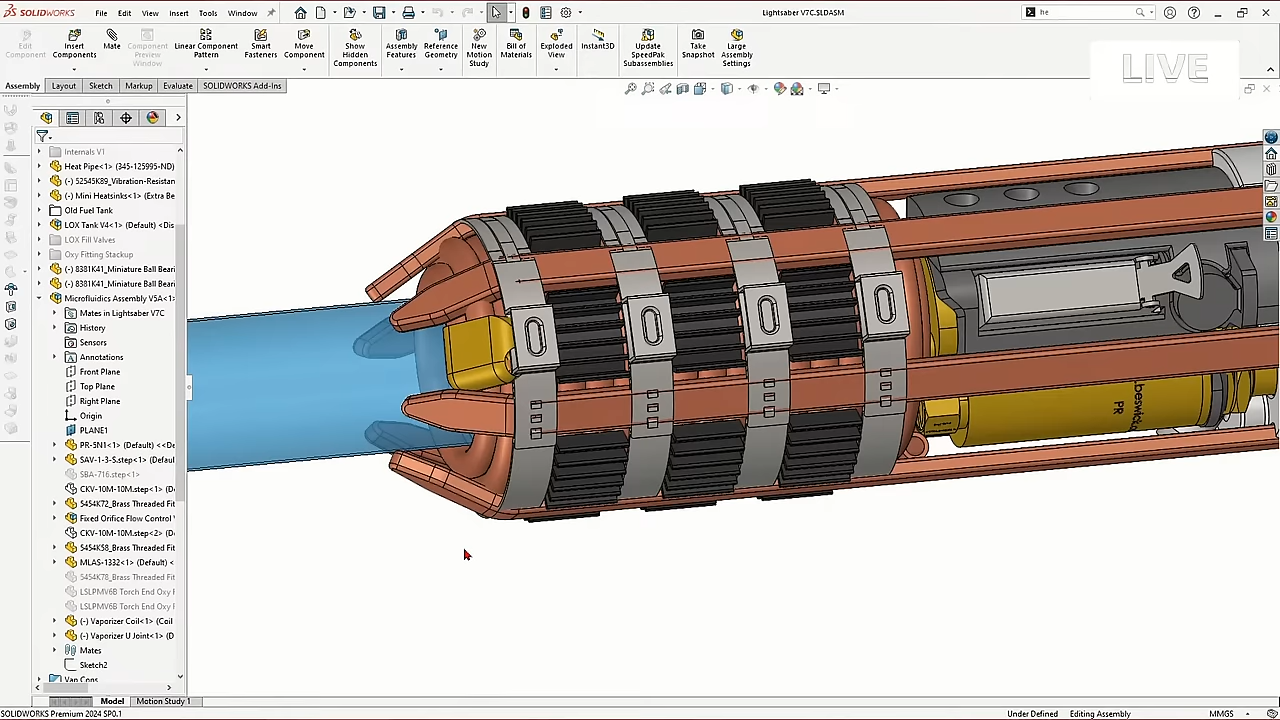 SOLIDWORKS
File Edit View Insert Tools Window
Lightsaber V7C.SLDASM
he
Edit Component
Insert Components
Mate
Component Preview Window
Linear Component Pattern
Smart Fasteners
Move Component
Show Hidden Components
Assembly Features
Reference Geometry
New Motion Study
Bill of Materials
Exploded View
Instant3D
Update SpeedPak Subassemblies
Take Snapshot
Large Assembly Settings
LIVE
Assembly Layout Sketch Markup Evaluate SOLIDWORKS Add-Ins
Internals V1
Heat Pipe<1> (345-125995-ND)
(-) 52545K89_Vibration-Resistan
(-) Mini Heatsinks<1> (Extra Be
Old Fuel Tank
LOX Tank V4<1> (Default) <Dis
LOX Fill Valves
Oxy Fitting Stackup
(-) 8381K41_Miniature Ball Beari
(-) 8381K41_Miniature Ball Beari
Microfluidics Assembly V5A<1>
Mates in Lightsaber V7C
History
Sensors
Annotations
Front Plane
Top Plane
Right Plane
Origin
PLANE1
PR-5N1<1> (Default) <<De
SAV-1-3-S.step<1> (Defaul
SBA-716.step<1>
CKV-10M-10M.step<1> (D
5454K72_Brass Threaded Fit
Fixed Orifice Flow Control V
CKV-10M-10M.step<2> (D
5454K58_Brass Threaded Fit
MLAS-1332<1> (Default) <
5454K78_Brass Threaded Fit
LSLPMV6B Torch End Oxy F
LSLPMV6B Torch End Oxy F
(-) Vaporizer Coil<1> (Coil
(-) Vaporizer U Joint<1> (D
Mates
Sketch2
Van Cons
beswick
PR
Model Motion Study 1
SOLIDWORKS Premium 2024 SP0.1
Under Defined Editing Assembly MMGS